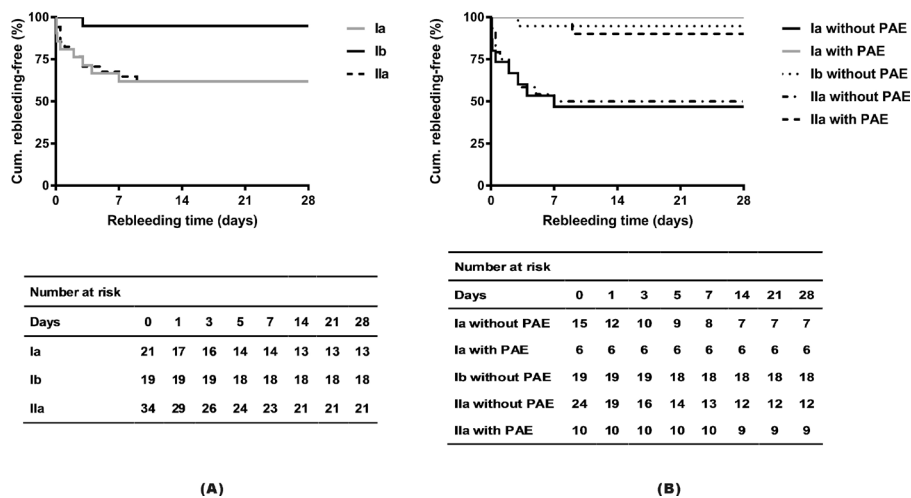 Cum. rebleeding-free (%)
100
75
50
25
0
0 7 14 21 28
Rebleeding time (days)
Ia
Ib
IIa
Number at risk
Days 0 1 3 5 7 14 21 28
Ia 21 17 16 14 14 13 13 13
Ib 19 19 19 18 18 18 18 18
IIa 34 29 26 24 23 21 21 21
(A)
Cum. rebleeding-free (%)
100
75
50
25
0
0 7 14 21 28
Rebleeding time (days)
Ia without PAE
Ia with PAE
Ib without PAE
IIa without PAE
IIa with PAE
Number at risk
Days 0 1 3 5 7 14 21 28
Ia without PAE 15 12 10 9 8 7 7 7
Ia with PAE 6 6 6 6 6 6 6 6
Ib without PAE 19 19 19 18 18 18 18 18
IIa without PAE 24 19 16 14 13 12 12 12
IIa with PAE 10 10 10 10 10 9 9 9
(B)